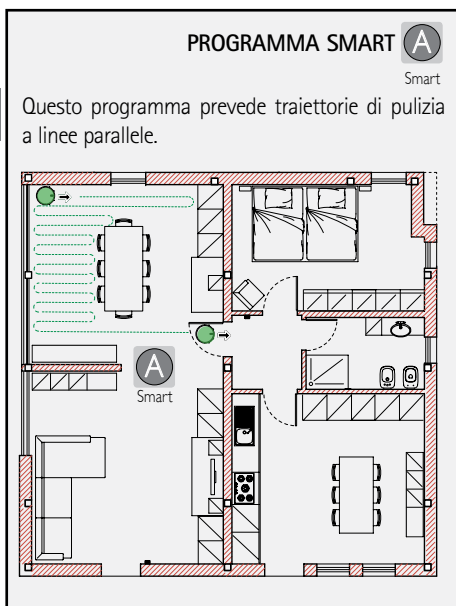 PROGRAMMA SMART A
Smart
Questo programma prevede traiettorie di pulizia
a linee parallele.
A
Smart